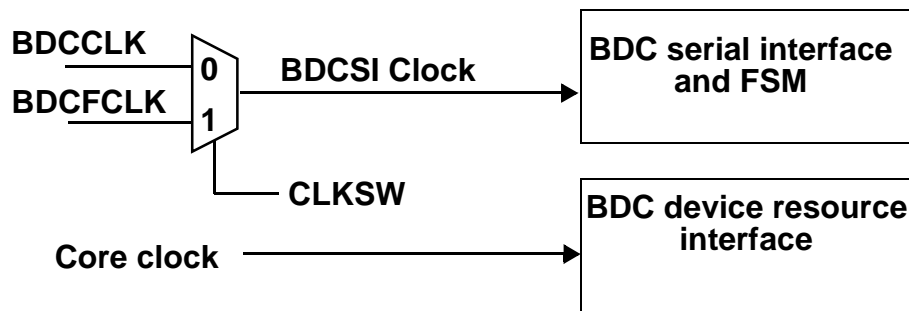 BDCCLK
BDCFCLK
0
1
BDCSI Clock
BDC serial interface
and FSM
CLKSW
Core clock
BDC device resource
interface